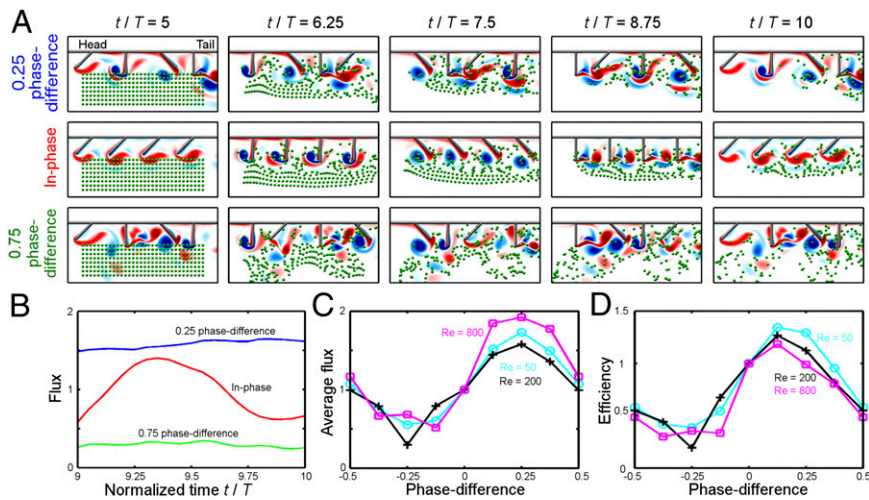 A
t / T = 5
t / T = 6.25
t / T = 7.5
t / T = 8.75
t / T = 10
0.25 phase-difference
Head
Tail
In-phase
0.75 phase-difference
B
Flux
2
1
0
0.25 phase-difference
In-phase
0.75 phase-difference
9
9.25
9.5
9.75
10
Normalized time t / T
C
Average flux
2
1
0
Re = 800
Re = 50
Re = 200
-0.5
-0.25
0
0.25
0.5
Phase-difference
D
Efficiency
1.5
1
0.5
0
Re = 50
Re = 200
Re = 800
-0.5
-0.25
0
0.25
0.5
Phase-difference